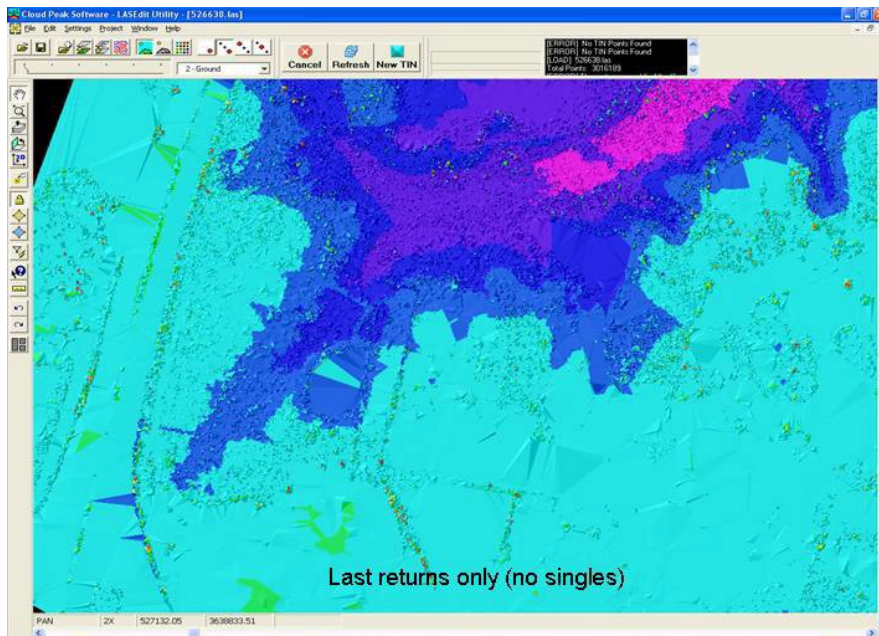 Cloud Peak Software - LASEdit Utility - [526638.las]
File Edit Settings Project Window Help
Cancel Refresh New TIN
[ERROR] No TIN Points Found
[ERROR] No TIN Points Found
[LOAD] 526638.las
Total Points: 3016189
2 - Ground
Last returns only (no singles)
PAN 2X 527132.05 3638833.51